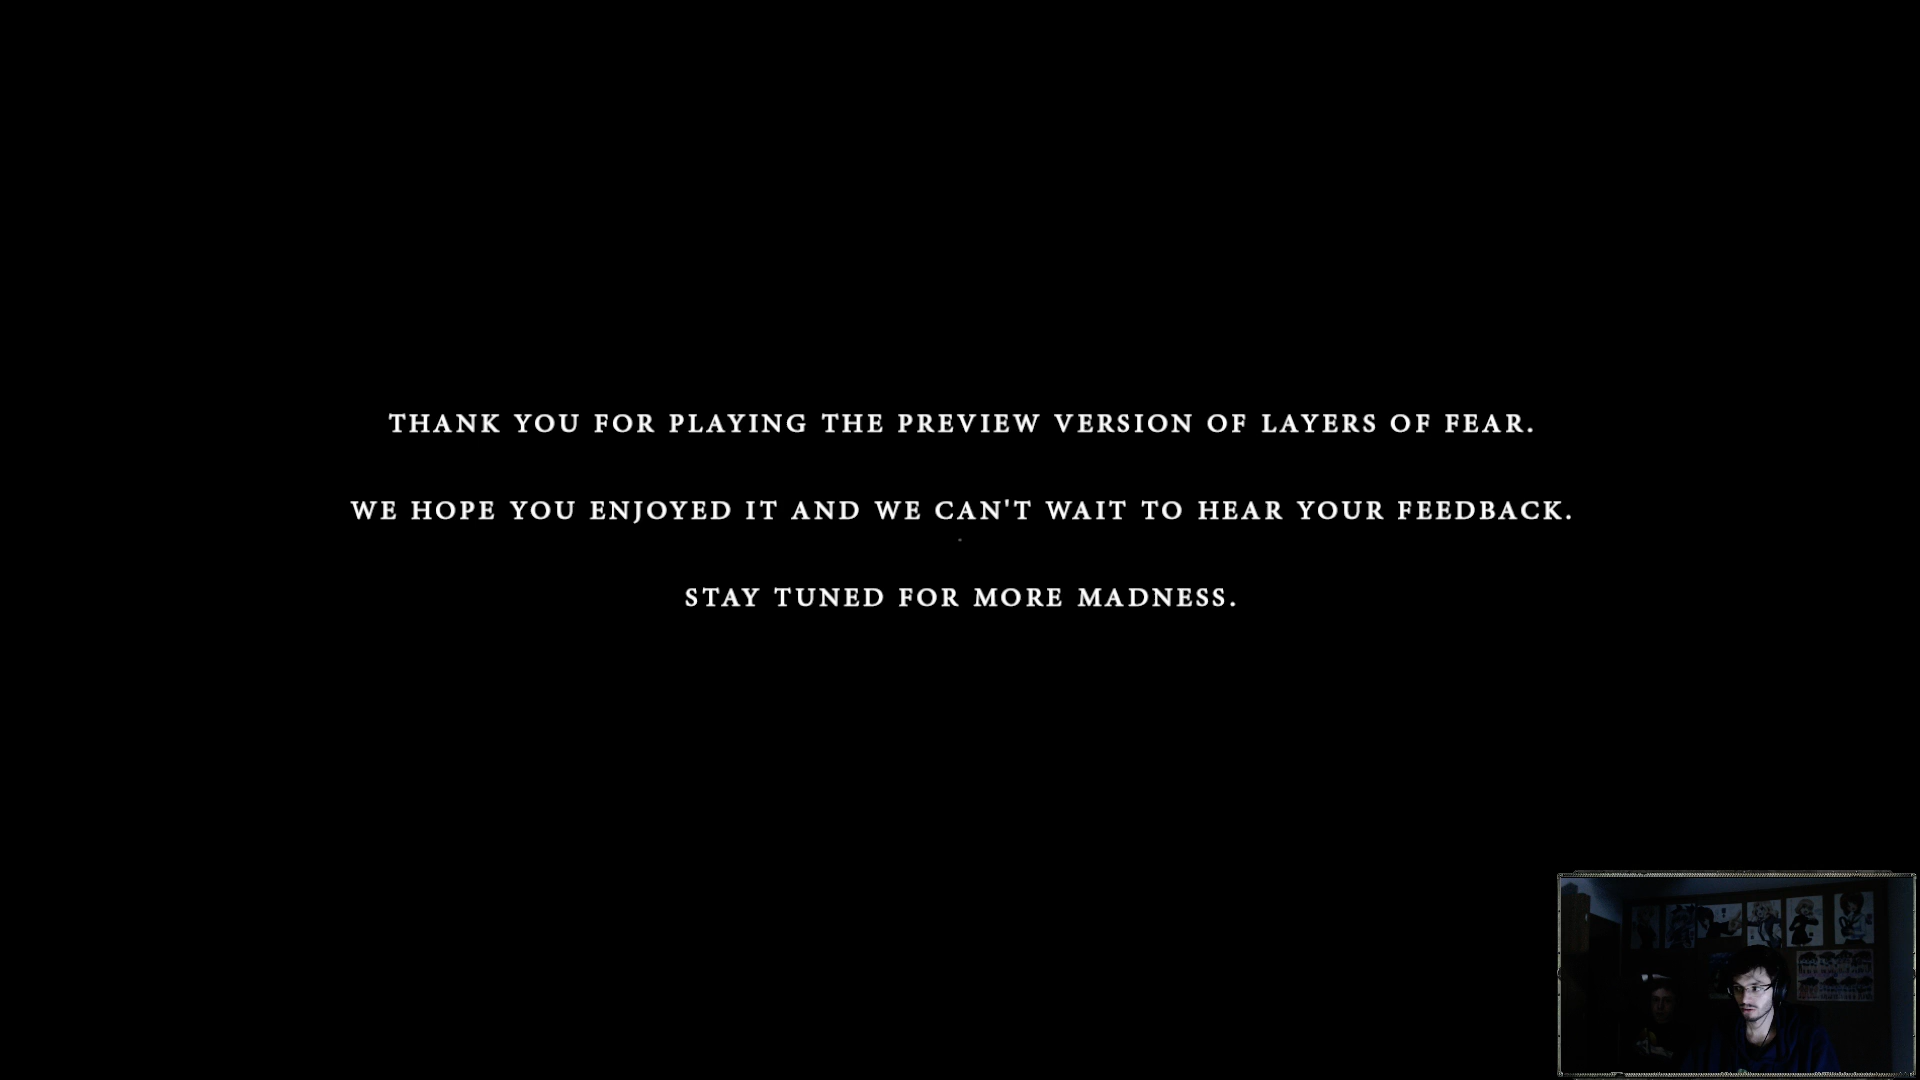 THANK YOU FOR PLAYING THE PREVIEW VERSION OF LAYERS OF FEAR.
WE HOPE YOU ENJOYED IT AND WE CAN'T WAIT TO HEAR YOUR FEEDBACK.
STAY TUNED FOR MORE MADNESS.